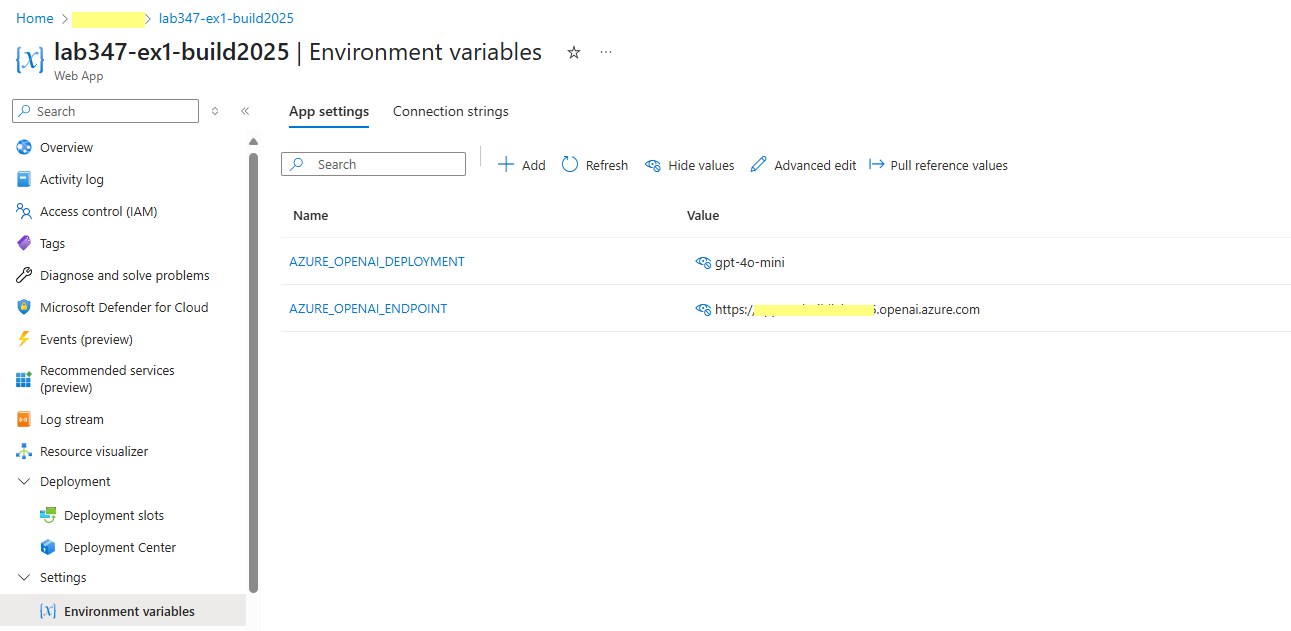 Home > > lab347-ex1-build2025
lab347-ex1-build2025 | Environment variables
Web App
Search
App settings Connection strings
Search
Add Refresh Hide values Advanced edit Pull reference values
Name Value
AZURE_OPENAI_DEPLOYMENT gpt-4o-mini
AZURE_OPENAI_ENDPOINT https:/ .openai.azure.com
Overview
Activity log
Access control (IAM)
Tags
Diagnose and solve problems
Microsoft Defender for Cloud
Events (preview)
Recommended services
(preview)
Log stream
Resource visualizer
Deployment
Deployment slots
Deployment Center
Settings
Environment variables